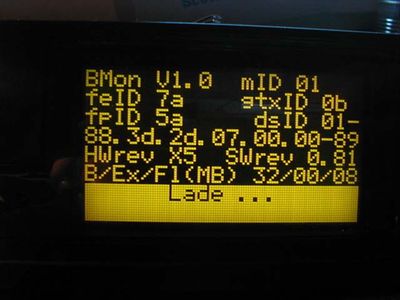 BMon V1.0 mID 01
feID 7a gtxID 0b
fpID 5a dsID 01-
88.3d.2d.07.00.00-89
HWrev X5 SWrev 0.81
B/Ex/Fl(MB) 32/00/08
Lade ...